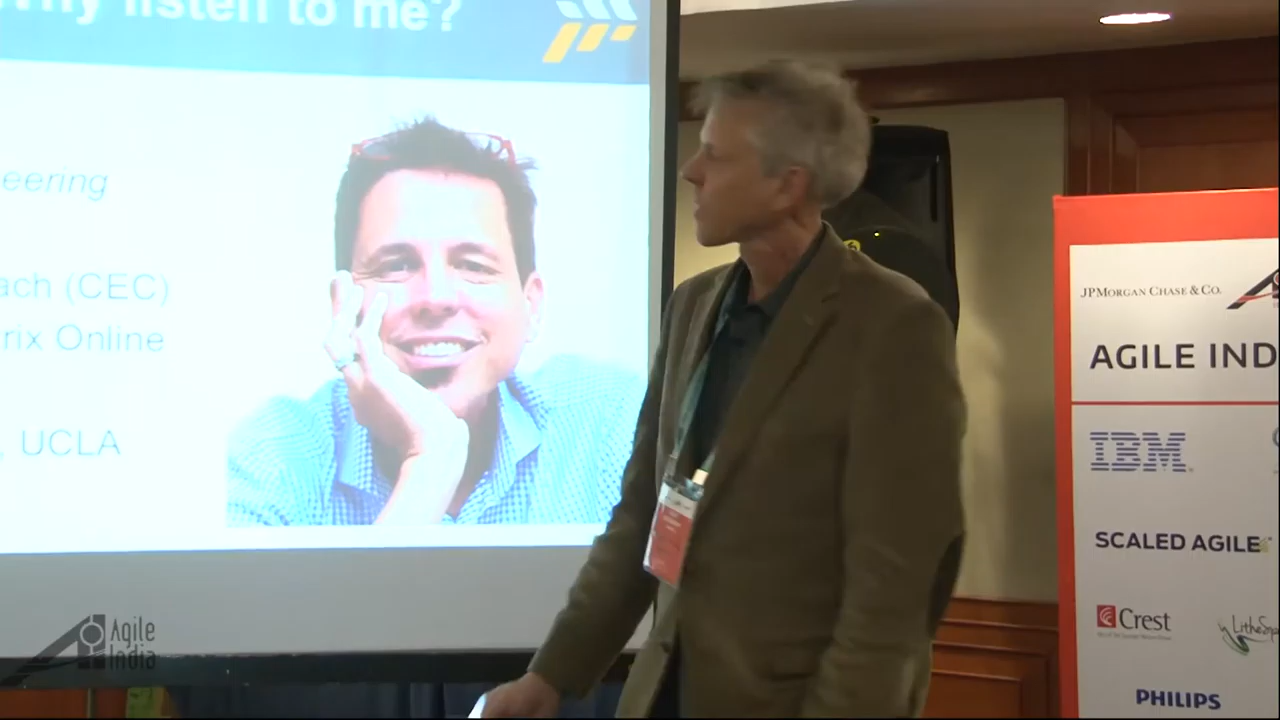 listen to me?
eering
ach (CEC)
rix Online
, UCLA
JPMORGAN CHASE & CO.
AGILE IND
IBM
SCALED AGILE
Crest
LitheSp
PHILIPS
Agile
India